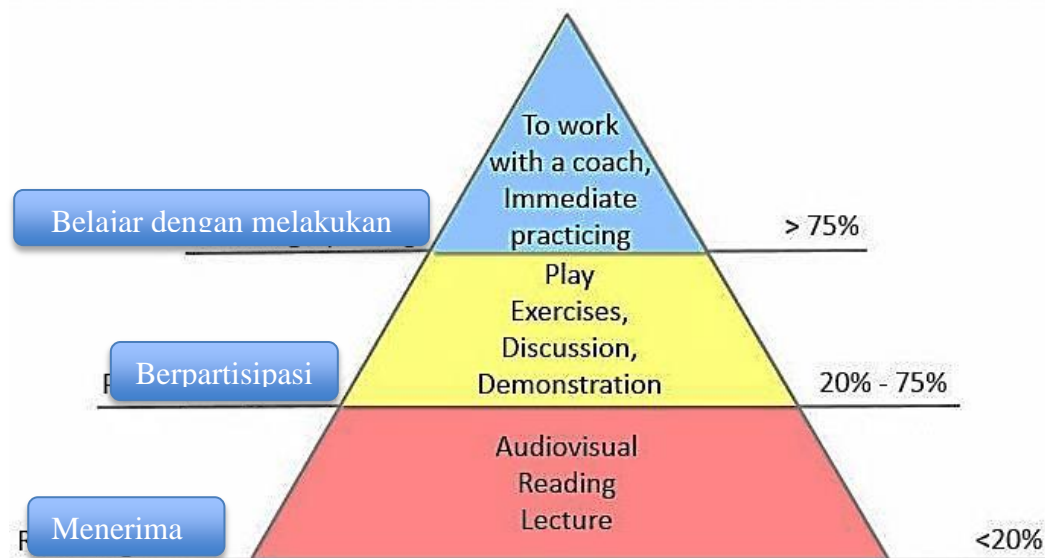 To work
with a coach,
Immediate
practicing
Belajar dengan melakukan
> 75%
Play
Exercises,
Discussion,
Demonstration
Berpartisipasi
20% - 75%
Audiovisual
Reading
Lecture
Menerima
<20%